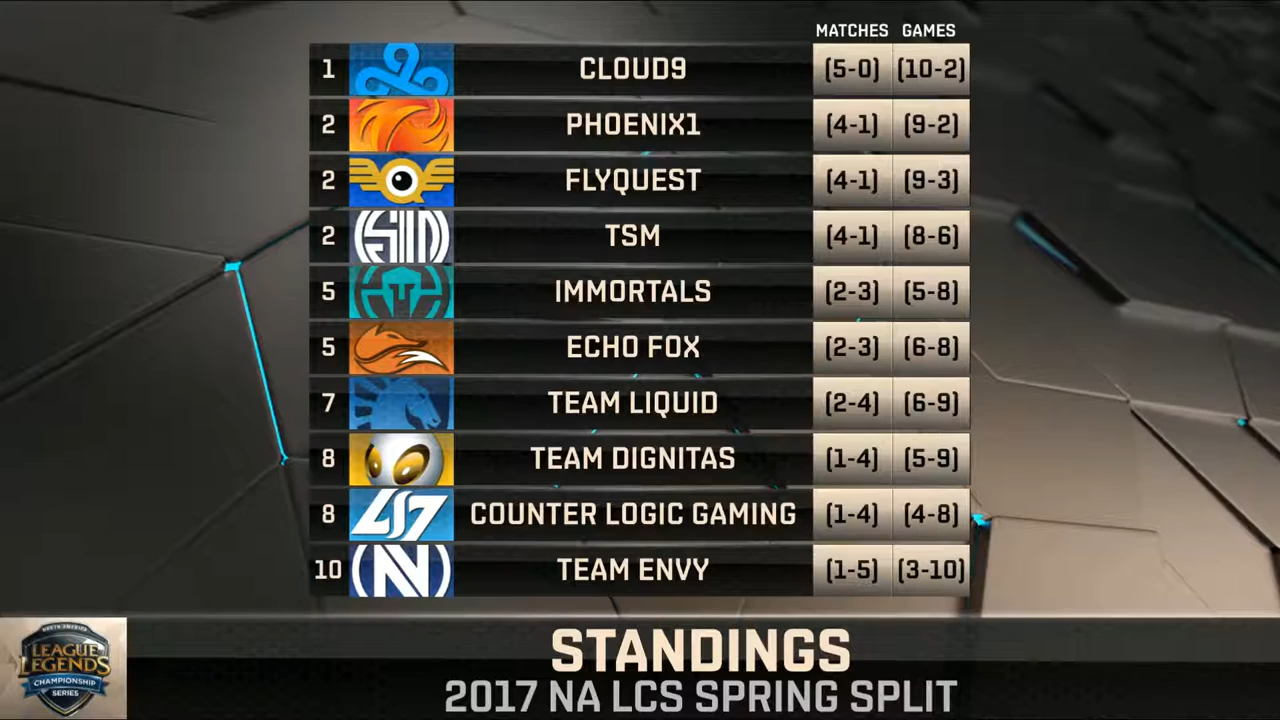 MATCHES GAMES
1 CLOUD9 (5-0) (10-2)
2 PHOENIX1 (4-1) (9-2)
2 FLYQUEST (4-1) (9-3)
2 TSM (4-1) (8-6)
5 IMMORTALS (2-3) (5-8)
5 ECHO FOX (2-3) (6-8)
7 TEAM LIQUID (2-4) (6-9)
8 TEAM DIGNITAS (1-4) (5-9)
8 COUNTER LOGIC GAMING (1-4) (4-8)
10 TEAM ENVY (1-5) (3-10)
NORTH AMERICA
LEAGUE
LEGENDS
CHAMPIONSHIP
SERIES
STANDINGS
2017 NA LCS SPRING SPLIT